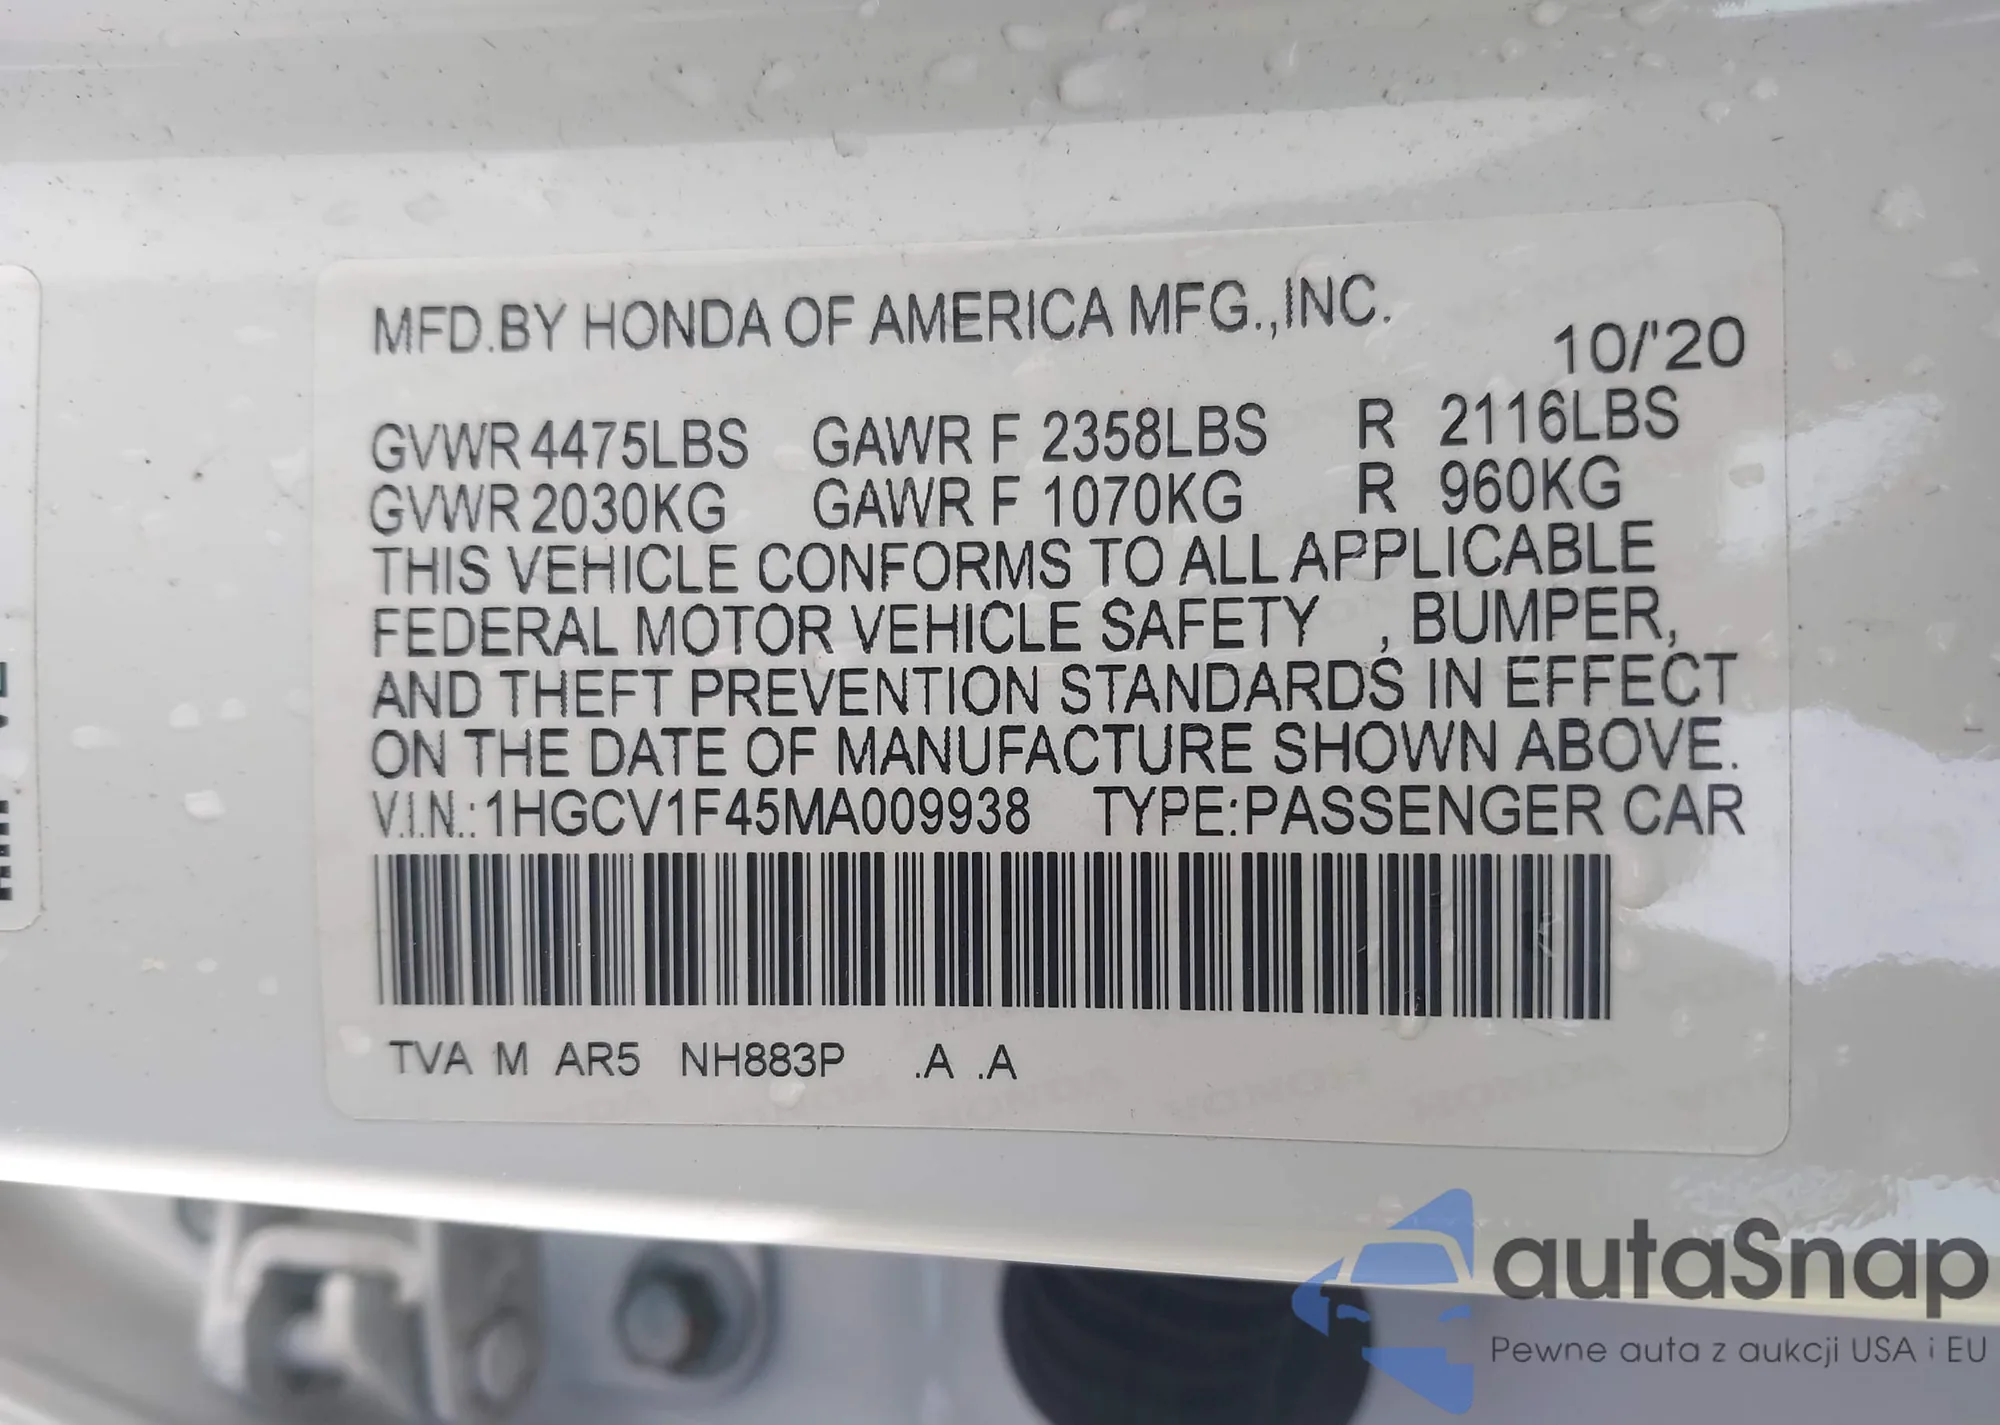 MFD.BY HONDA OF AMERICA MFG.,INC.
10/'20
GVWR 4475LBS GAWR F 2358LBS R 2116LBS
GVWR 2030KG GAWR F 1070KG R 960KG
THIS VEHICLE CONFORMS TO ALL APPLICABLE
FEDERAL MOTOR VEHICLE SAFETY , BUMPER,
AND THEFT PREVENTION STANDARDS IN EFFECT
ON THE DATE OF MANUFACTURE SHOWN ABOVE.
V.I.N.: 1HGCV1F45MA009938 TYPE:PASSENGER CAR
TVA M AR5 NH883P .A .A
autaSnap
Pewne auta z aukcji USA i EU